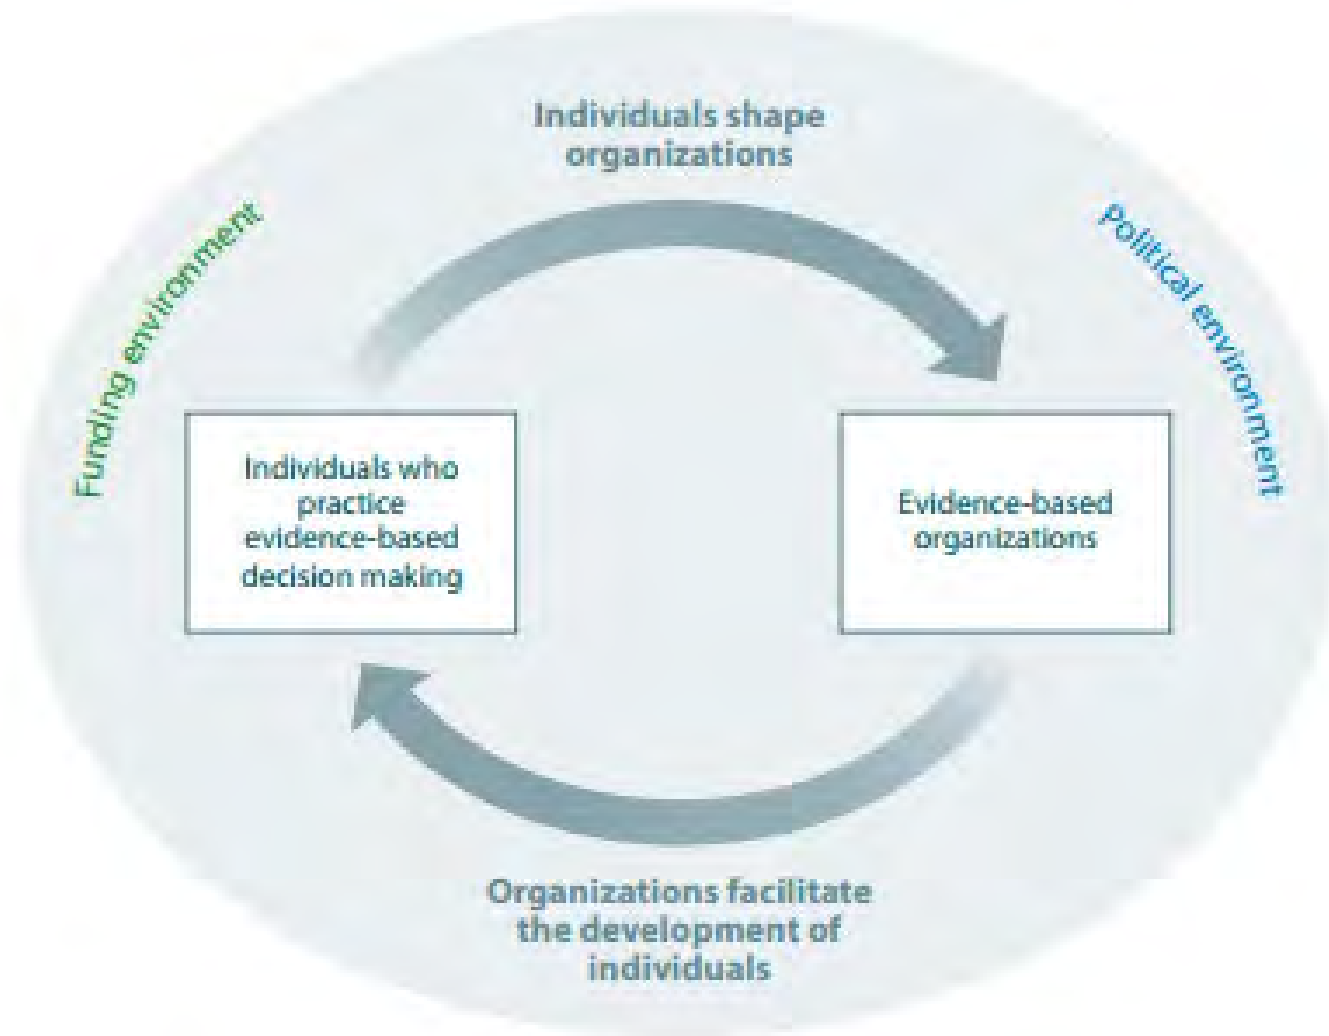 Individuals shape
organizations
Funding environment
political environment
Individuals who
practice
evidence-based
decision making
Evidence-based
organizations
Organizations facilitate
the development of
individuals